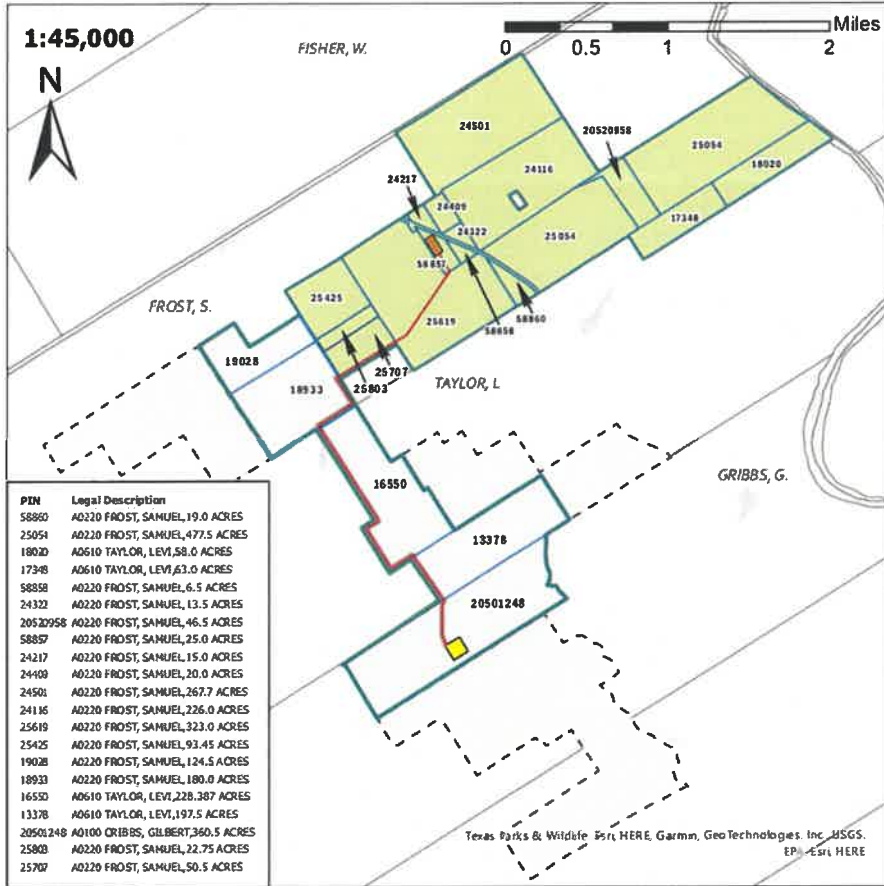 1:45,000
N
Miles
0 0.5 1 2
FISHER, W.
24501
20520958
25054
24116
18020
24217
24409
17348
24322
25054
58857
25425
FROST, S.
25619
58858
58860
19028
25707
TAYLOR, L
18933
25803
16550
GRIBBS, G.
13378
20501248
PIN Legal Description
58860 A0220 FROST, SAMUEL,19.0 ACRES
25054 A0220 FROST, SAMUEL,477.5 ACRES
18020 A0610 TAYLOR, LEVI,58.0 ACRES
17348 A0610 TAYLOR, LEVI,63.0 ACRES
58858 A0220 FROST, SAMUEL,6.5 ACRES
24322 A0220 FROST, SAMUEL,13.5 ACRES
20520958 A0220 FROST, SAMUEL,46.5 ACRES
58857 A0220 FROST, SAMUEL,25.0 ACRES
24217 A0220 FROST, SAMUEL,15.0 ACRES
24409 A0220 FROST, SAMUEL,20.0 ACRES
24501 A0220 FROST, SAMUEL,267.7 ACRES
24116 A0220 FROST, SAMUEL,226.0 ACRES
25619 A0220 FROST, SAMUEL,323.0 ACRES
25425 A0220 FROST, SAMUEL,93.45 ACRES
19028 A0220 FROST, SAMUEL,124.5 ACRES
18933 A0220 FROST, SAMUEL,180.0 ACRES
16550 A0610 TAYLOR, LEVI,228.387 ACRES
13378 A0610 TAYLOR, LEVI,197.5 ACRES
20501248 A0100 CRIBBS, GILBERT,360.5 ACRES
25803 A0220 FROST, SAMUEL,22.75 ACRES
25707 A0220 FROST, SAMUEL,50.5 ACRES
Texas Parks & Wildlife, Esri, HERE, Garmin, GeoTechnologies, Inc., USGS,
EPA, Esri, HERE